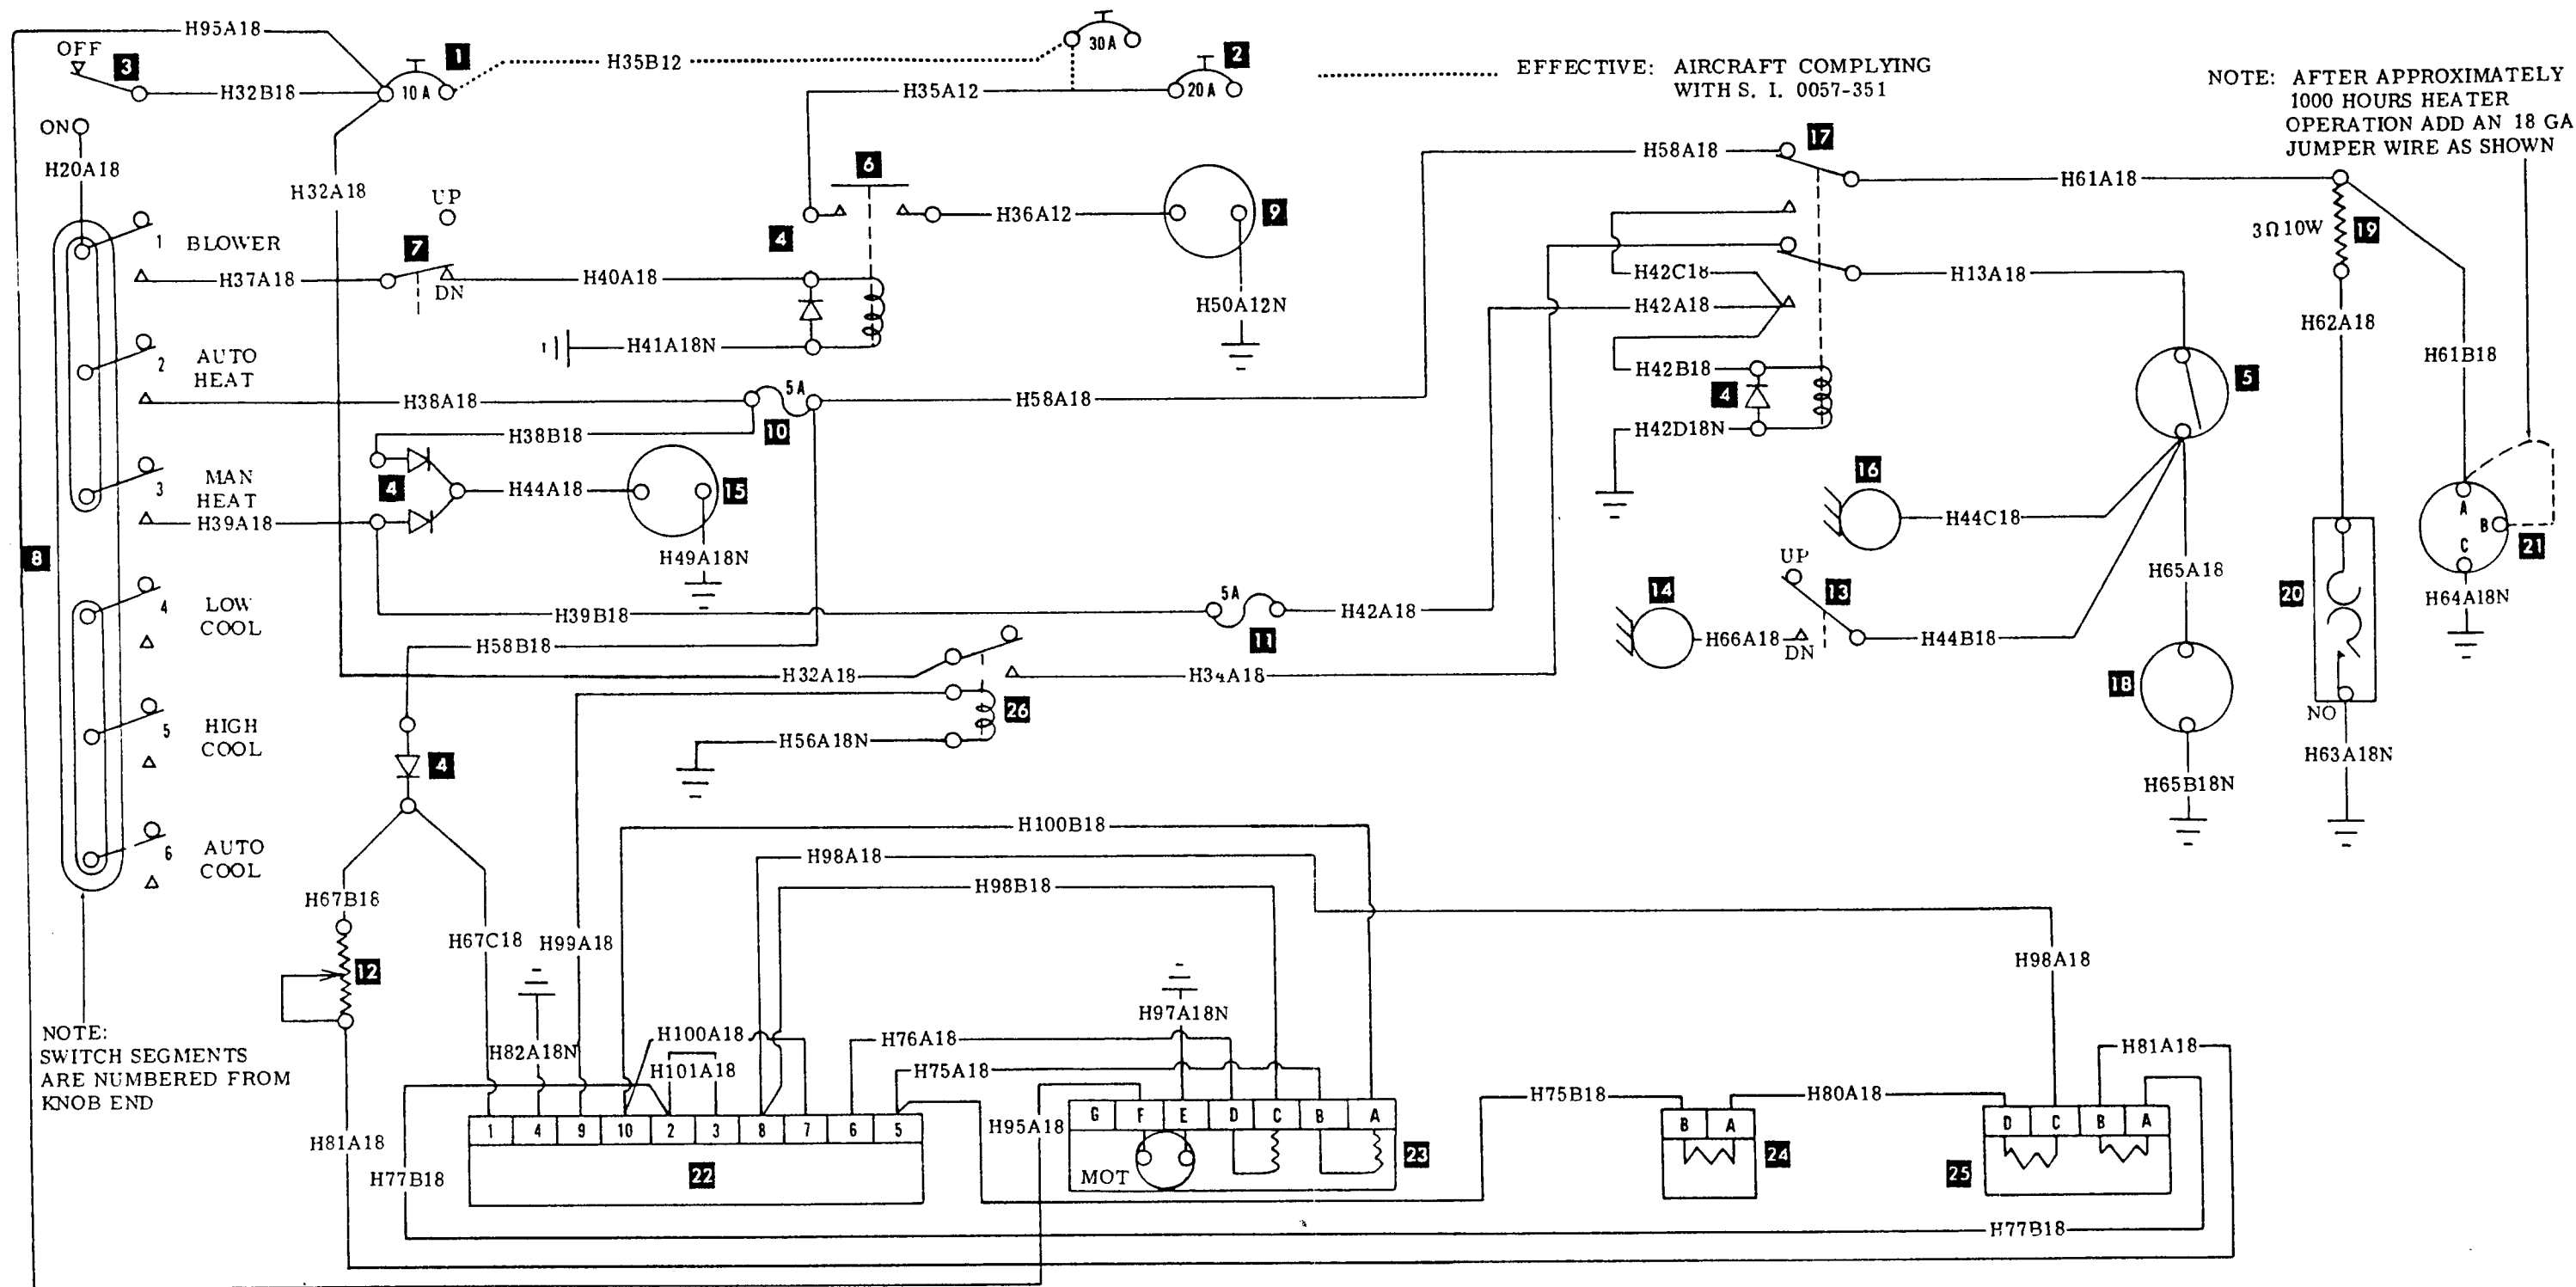 H95A18
OFF
3
H32B18
1
10 A
H35B12
30A
2
20 A
H35A12
EFFECTIVE: AIRCRAFT COMPLYING
WITH S. I. 0057-351
NOTE: AFTER APPROXIMATELY
1000 HOURS HEATER
OPERATION ADD AN 18 GA
JUMPER WIRE AS SHOWN
ON
H20A18
H32A18
UP
7
DN
1
BLOWER
H37A18
H40A18
4
6
H36A12
9
H50A12N
H41A18N
2
AUTO
HEAT
H38A18
5A
10
H58A18
H38B18
4
H44A18
15
H49A18N
3
MAN
HEAT
H39A18
8
H39B18
5A
11
H42A18
4
LOW
COOL
H58B18
H32A18
H34A18
26
H56A18N
5
HIGH
COOL
4
6
AUTO
COOL
H58A18
17
H61A18
H42C18
H42A18
H13A18
H42B18
4
H42D18N
3Ω 10W
19
H62A18
H61B18
5
16
H44C18
UP
14
13
H66A18
DN
H44B18
H65A18
18
H65B18N
20
NO
H63A18N
A
B
C
21
H64A18N
H67B18
12
H67C18
H99A18
H100B18
H98A18
H98B18
H98A18
NOTE:
SWITCH SEGMENTS
ARE NUMBERED FROM
KNOB END
H82A18N
H100A18
H101A18
H76A18
H75A18
H97A18N
H81A18
H77B18
1 4 9 10 2 3 8 7 6 5
22
H95A18
G F E D C B A
MOT
23
H75B18
H80A18
B A
24
H81A18
D C B A
25
H77B18